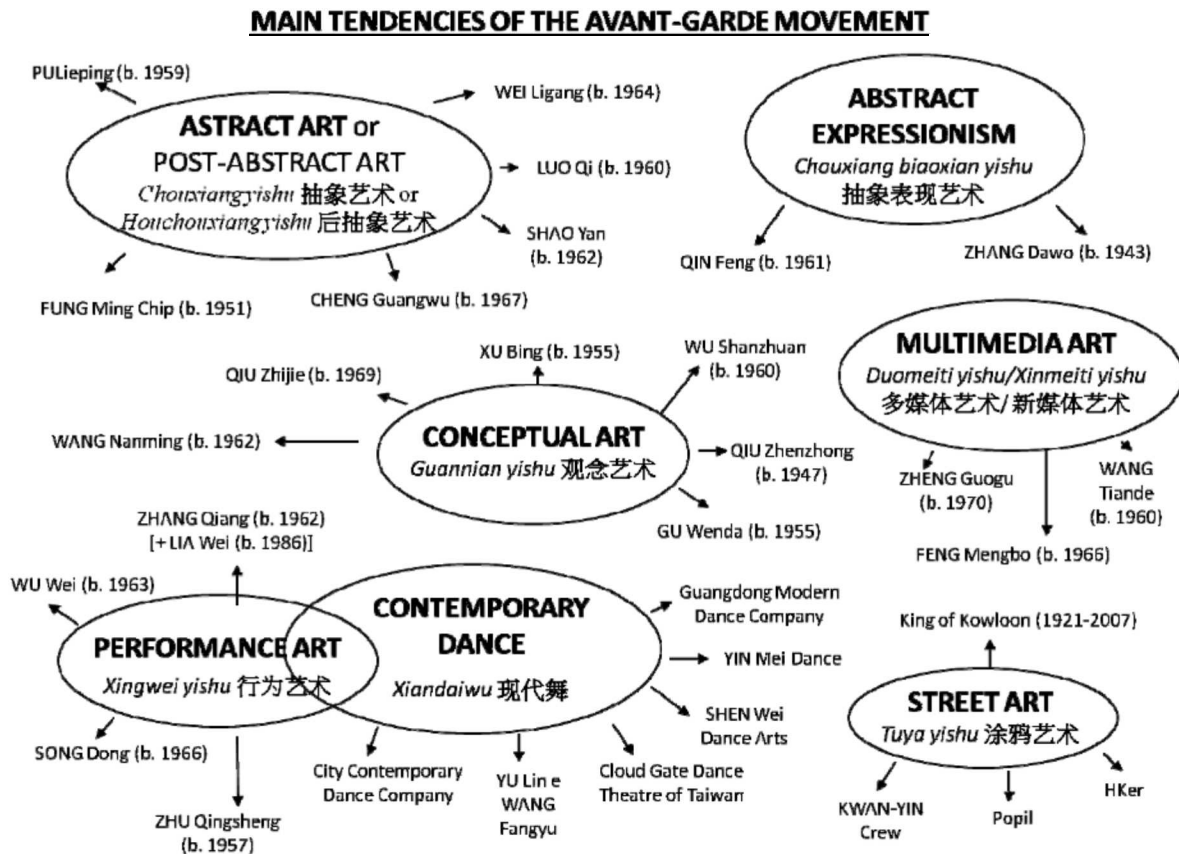 MAIN TENDENCIES OF THE AVANT-GARDE MOVEMENT
PULieping (b. 1959)
WEI Ligang (b. 1964)
ASTRACT ART or
POST-ABSTRACT ART
Chouxiangyishu 抽象艺术 or
Houchouxiangyishu 后抽象艺术
LUO Qi (b. 1960)
SHAO Yan
(b. 1962)
CHENG Guangwu (b. 1967)
FUNG Ming Chip (b. 1951)
ABSTRACT
EXPRESSIONISM
Chouxiang biaoxian yishu
抽象表现艺术
QIN Feng (b. 1961)
ZHANG Dawo (b. 1943)
XU Bing (b. 1955)
WU Shanzhuan
(b. 1960)
QIU Zhijie (b. 1969)
WANG Nanming (b. 1962)
CONCEPTUAL ART
Guannian yishu 观念艺术
QIU Zhenzhong
(b. 1947)
GU Wenda (b. 1955)
MULTIMEDIA ART
Duomeiti yishu/Xinmeiti yishu
多媒体艺术/新媒体艺术
ZHENG Guogu
(b. 1970)
WANG
Tiande
(b. 1960)
FENG Mengbo (b. 1966)
ZHANG Qiang (b. 1962)
[+LIA Wei (b. 1986)]
WU Wei (b. 1963)
PERFORMANCE ART
Xingwei yishu 行为艺术
SONG Dong (b. 1966)
ZHU Qingsheng
(b. 1957)
CONTEMPORARY
DANCE
Xiandaiwu 现代舞
Guangdong Modern
Dance Company
YIN Mei Dance
SHEN Wei
Dance Arts
City Contemporary
Dance Company
YU Lin e
WANG
Fangyu
Cloud Gate Dance
Theatre of Taiwan
King of Kowloon (1921-2007)
STREET ART
Tuya yishu 涂鸦艺术
KWAN-YIN
Crew
Popil
HKer